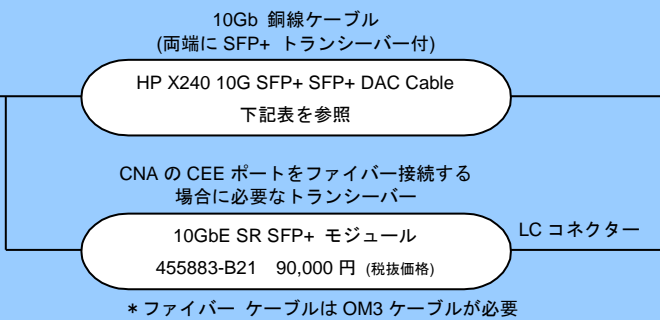 10Gb 銅線ケーブル
(両端に SFP+ トランシーバー付)
HP X240 10G SFP+ SFP+ DAC Cable
下記表を参照
CNA の CEE ポートをファイバー接続する
場合に必要なトランシーバー
10GbE SR SFP+ モジュール
455883-B21 90,000 円 (税抜価格)
LC コネクター
* ファイバー ケーブルは OM3 ケーブルが必要